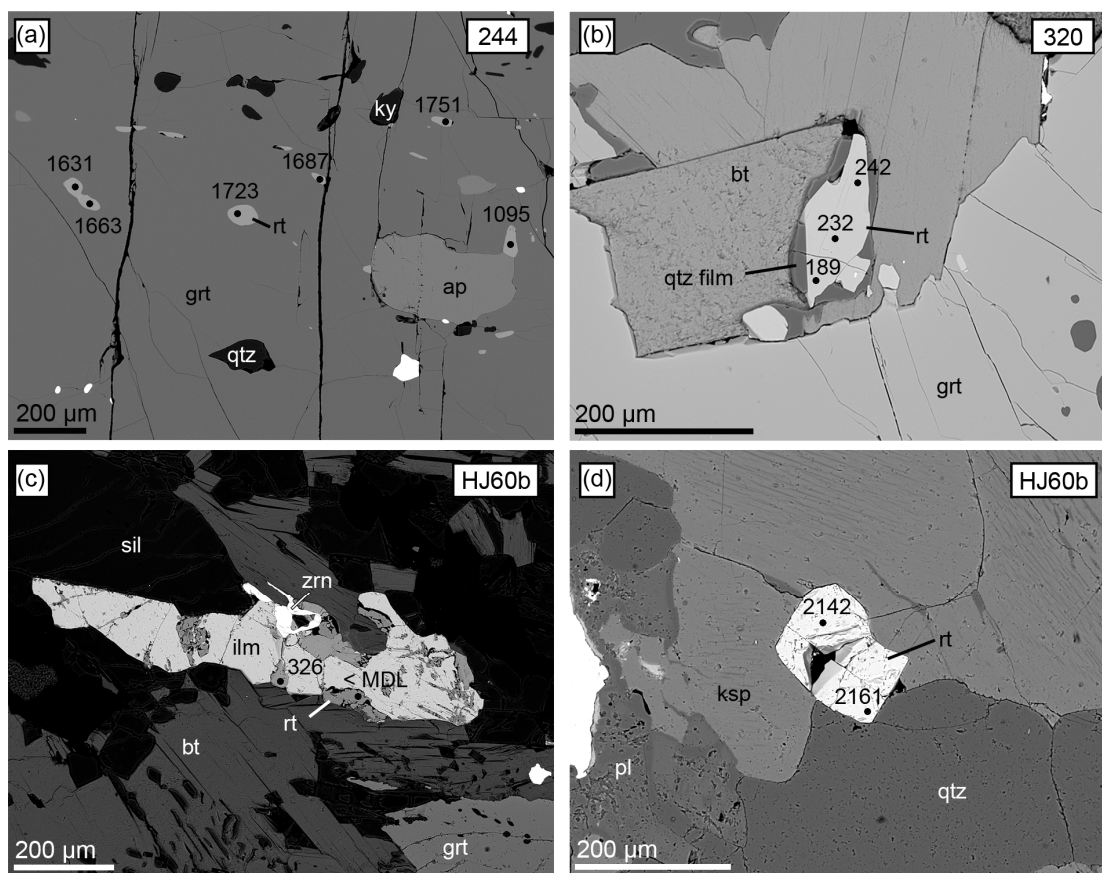 (a)
244
ky
1751
1631
1687
1723
1663
rt
1095
grt
ap
qtz
200 µm
(b)
320
bt
242
232
rt
qtz film
189
grt
200 µm
(c)
HJ60b
sil
zrn
ilm
326
< MDL
rt
bt
200 µm
grt
(d)
HJ60b
2142
rt
ksp
2161
pl
qtz
200 µm